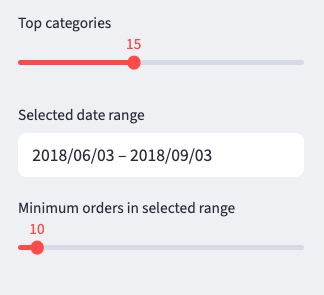 Top categories
15
Selected date range
2018/06/03 – 2018/09/03
Minimum orders in selected range
10